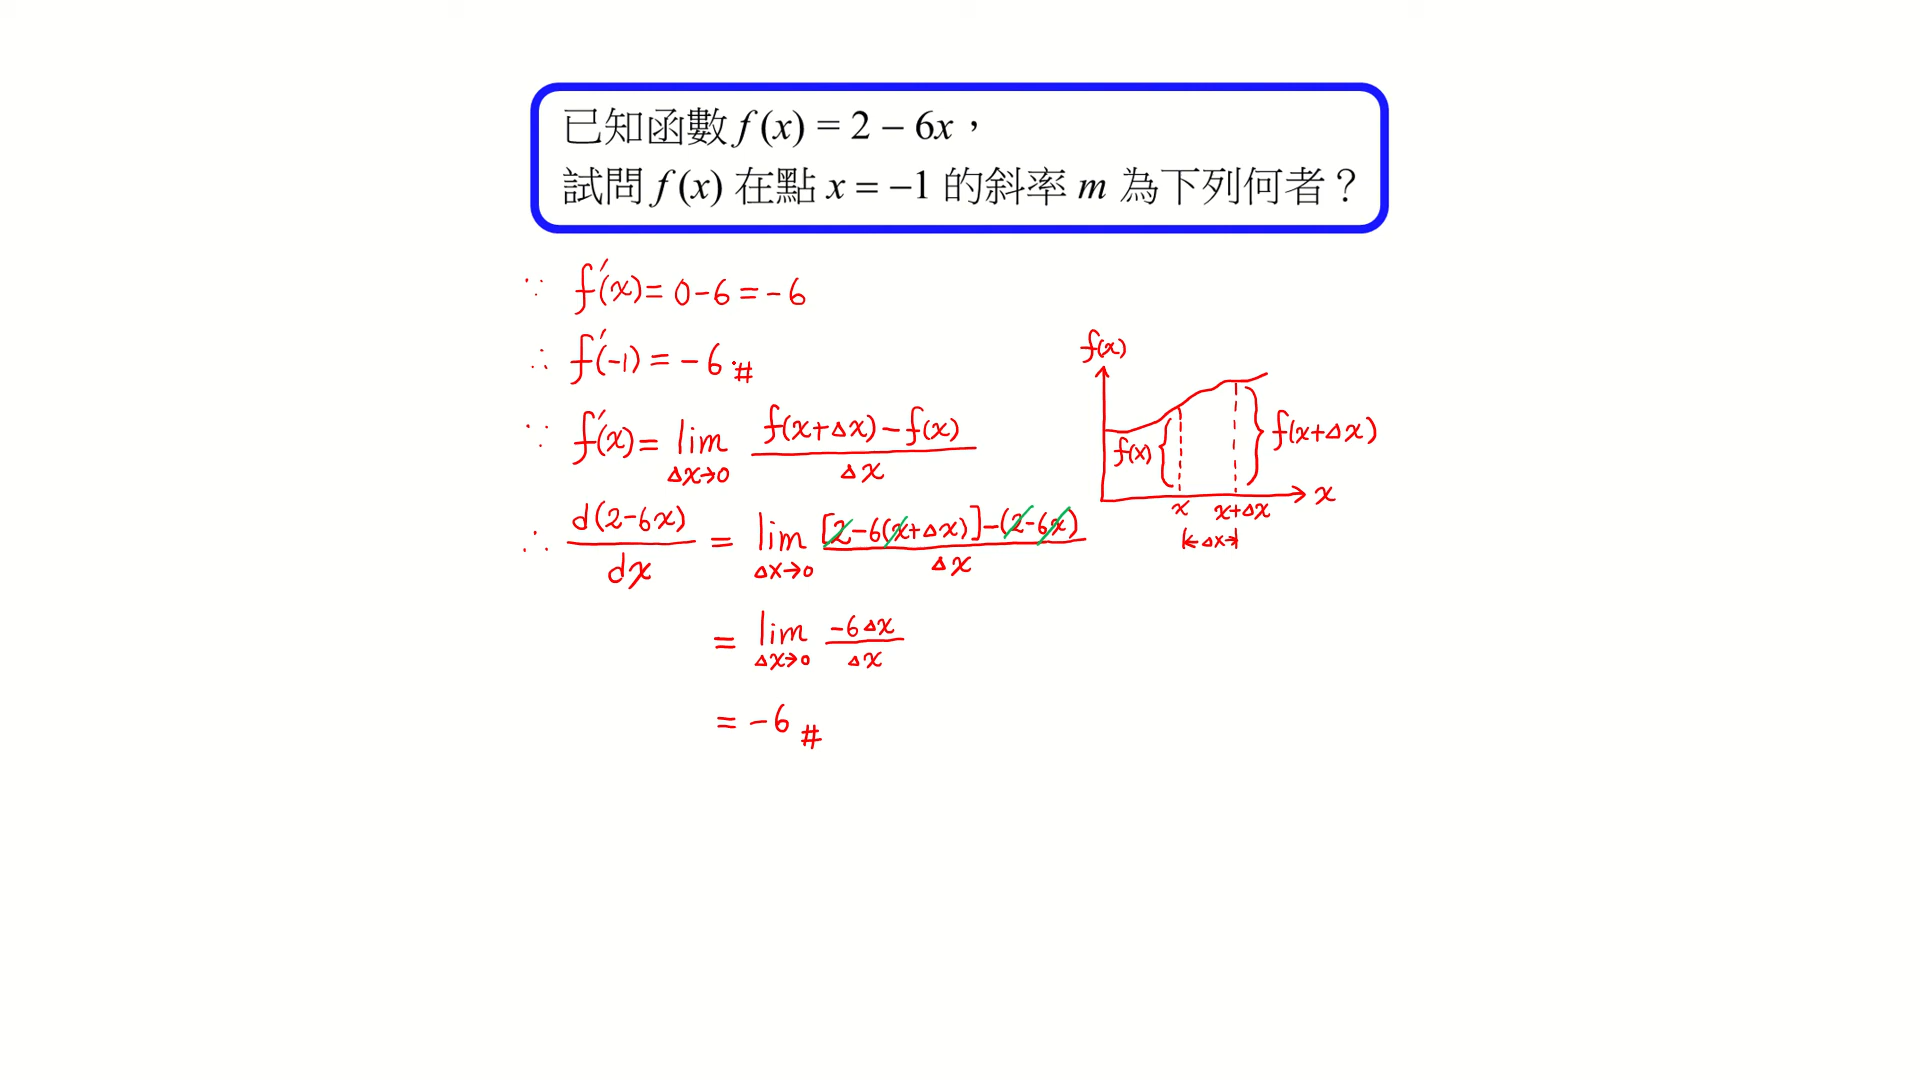 已知函數 f (x) = 2 − 6x，
試問 f (x) 在點 x = −1 的斜率 m 為下列何者？
∵ f′(x) = 0 - 6 = - 6
∴ f′(-1) = - 6 #
∵ f′(x) = lim Δx→0 f(x+Δx) - f(x) / Δx
∴ d(2-6x) / dx = lim Δx→0 [2-6(x+Δx)]-(2-6x) / Δx
= lim Δx→0 -6Δx / Δx
= -6 #
f(x)
f(x)
f(x+Δx)
x
x
x+Δx
Δx